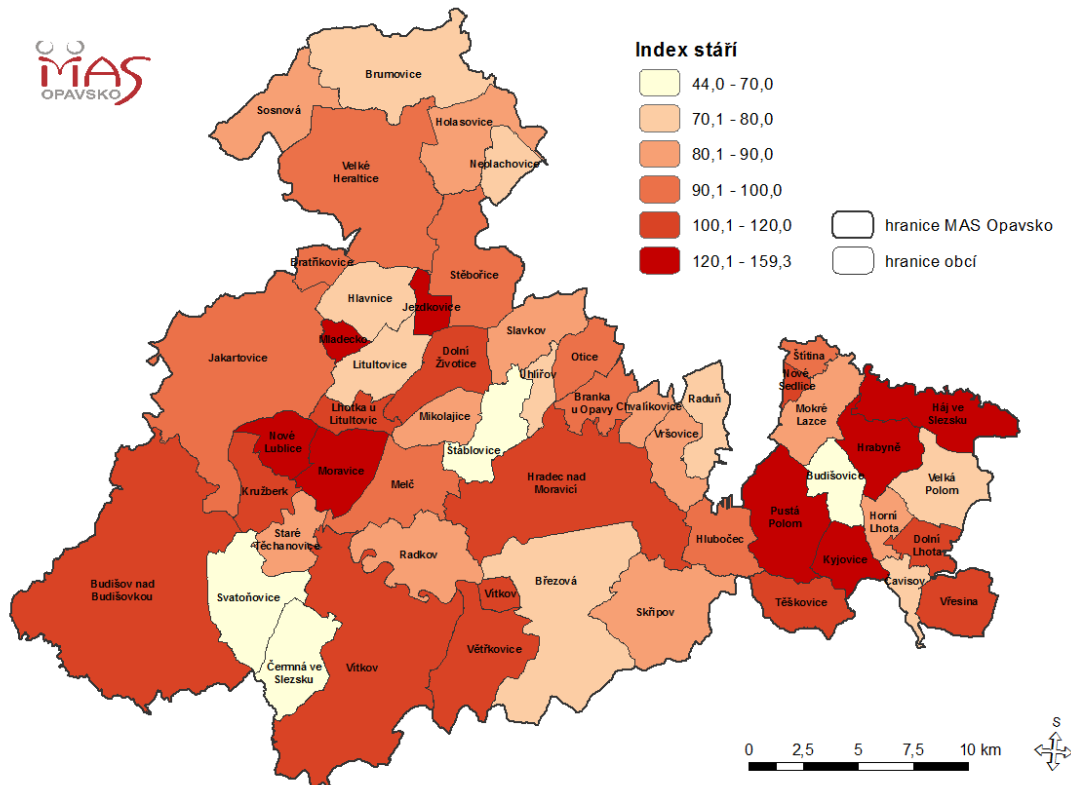 MAS
OPAVSKO
Index stáří
44,0 - 70,0
70,1 - 80,0
80,1 - 90,0
90,1 - 100,0
100,1 - 120,0
120,1 - 159,3
hranice MAS Opavsko
hranice obcí
Brumovice
Sosnová
Holasovice
Neplachovice
Velké
Heraltice
Bratříkovice
Stěbořice
Hlavnice
Jezdkovice
Mladecko
Jakartovice
Litultovice
Dolní
Životice
Slavkov
Uhlířov
Otice
Štítina
Nové
Sedlice
Lhotka u
Litultovic
Mikolajice
Branka
u Opavy
Chvalíkovice
Raduň
Vršovice
Mokré
Lazce
Háj ve
Slezsku
Hrabyně
Nové
Lublice
Moravice
Štáblovice
Kružberk
Melč
Hradec nad
Moravicí
Budišovice
Velká
Polom
Pustá
Polom
Horní
Lhota
Dolní
Lhota
Staré
Těchanovice
Radkov
Hlubočec
Kyjovice
Budišov nad
Budišovkou
Svatoňovice
Vítkov
Březová
Čavisov
Skřipov
Těškovice
Vřesina
Čermná ve
Slezsku
Vítkov
Větřkovice
S
0 2,5 5 7,5 10 km